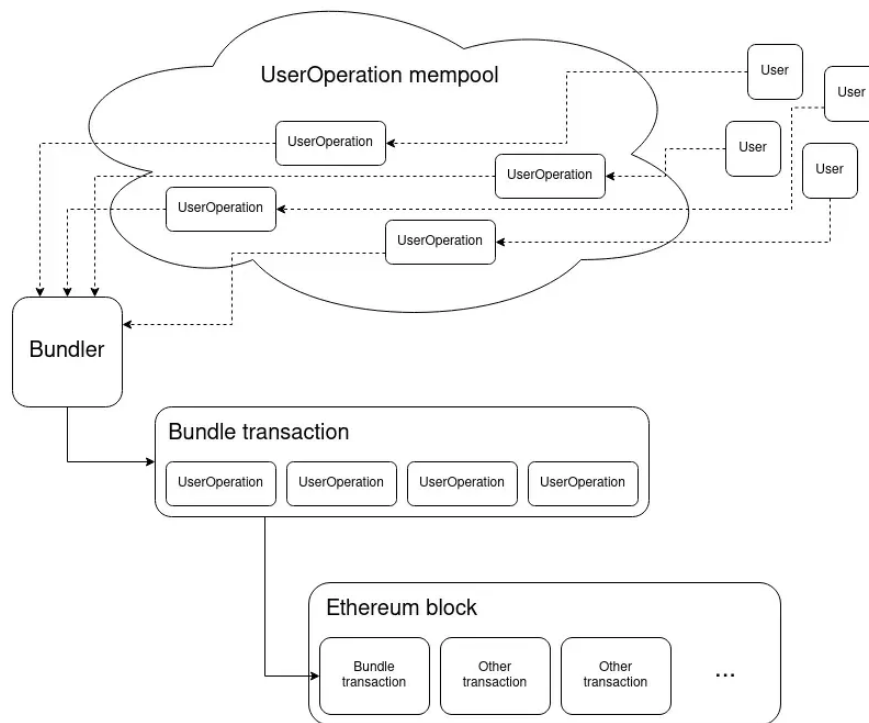 UserOperation mempool
User
User
UserOperation
User
User
UserOperation
UserOperation
UserOperation
Bundler
Bundle transaction
UserOperation
UserOperation
UserOperation
UserOperation
Ethereum block
Bundle
transaction
Other
transaction
Other
transaction
...